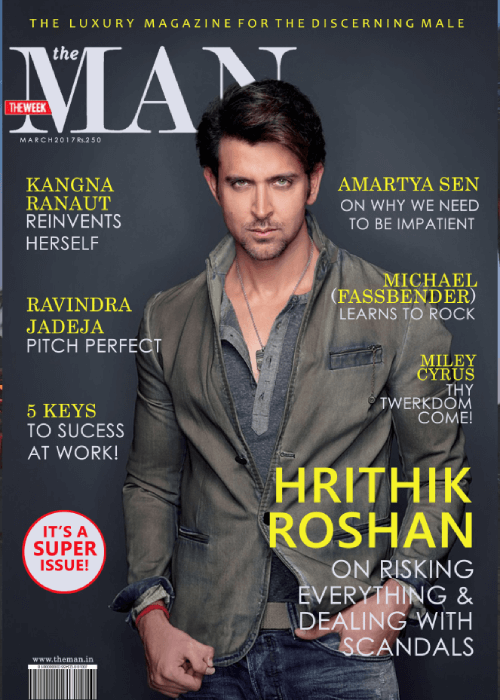 THE LUXURY MAGAZINE FOR THE DISCERNING MALE
the
MAN
THE WEEK
MARCH 2017 Rs.250
KANGNA
RANAUT
REINVENTS
HERSELF
RAVINDRA
JADEJA
PITCH PERFECT
5 KEYS
TO SUCESS
AT WORK!
IT'S A
SUPER
ISSUE!
www.theman.in
AMARTYA SEN
ON WHY WE NEED
TO BE IMPATIENT
MICHAEL
(FASSBENDER)
LEARNS TO ROCK
MILEY
CYRUS
THY
TWERKDOM
COME!
HRITHIK
ROSHAN
ON RISKING
EVERYTHING &
DEALING WITH
SCANDALS